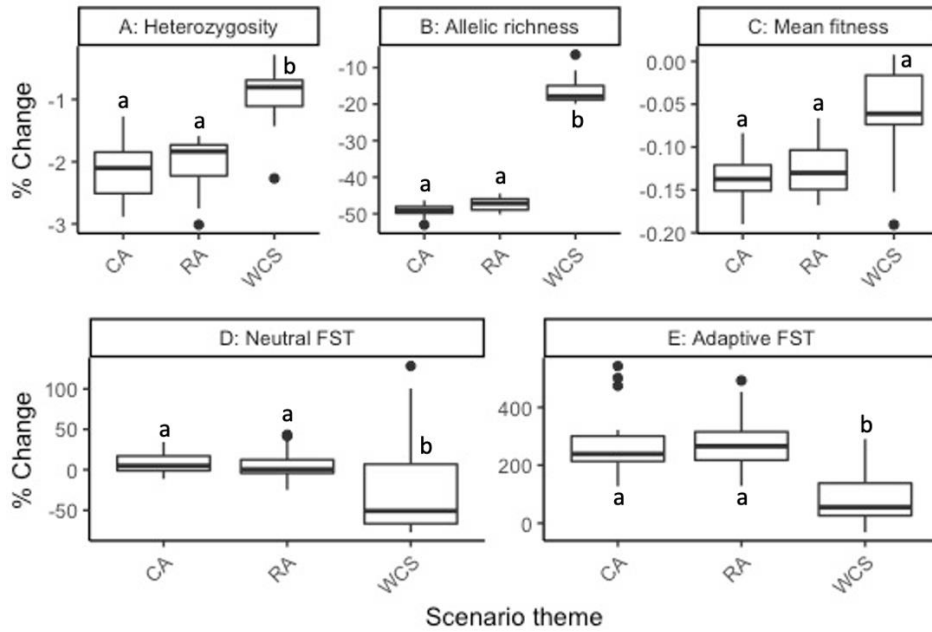 A: Heterozygosity
B: Allelic richness
C: Mean fitness
% Change
-1
-2
-3
a
a
b
CA
RA
WCS
-10
-20
-30
-40
-50
a
a
b
CA
RA
WCS
0.00
-0.05
-0.10
-0.15
-0.20
a
a
a
CA
RA
WCS
D: Neutral FST
E: Adaptive FST
% Change
100
50
0
-50
a
a
b
CA
RA
WCS
400
200
0
a
a
b
CA
RA
WCS
Scenario theme